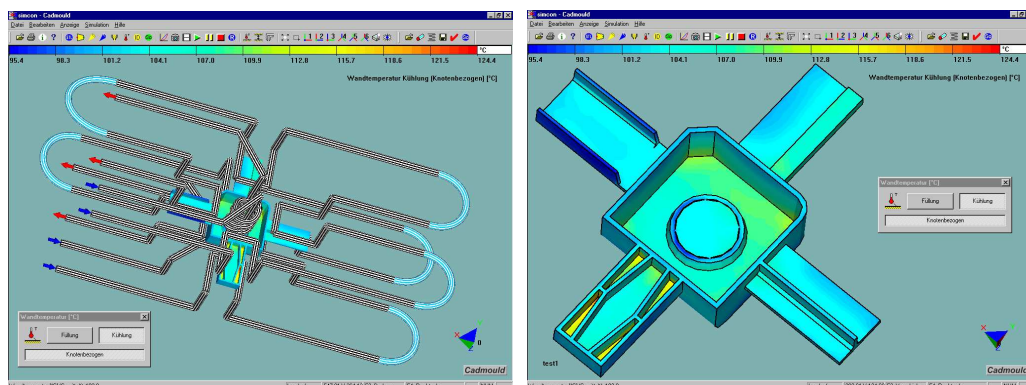 simcon - Cadmould
Datei Bearbeiten Anzeige Simulation Hilfe
°C
95.4 98.3 101.2 104.1 107.0 109.9 112.8 115.7 118.6 121.5 124.4
Wandtemperatur Kühlung (Knotenbezogen) [°C]
Wandtemperatur [°C]
Füllung Kühlung
Knotenbezogen
Cadmould
simcon - Cadmould
Datei Bearbeiten Anzeige Simulation Hilfe
°C
95.4 98.3 101.2 104.1 107.0 109.9 112.8 115.7 118.6 121.5 124.4
Wandtemperatur Kühlung (Knotenbezogen) [°C]
Wandtemperatur [°C]
Füllung Kühlung
Knotenbezogen
test1
Cadmould